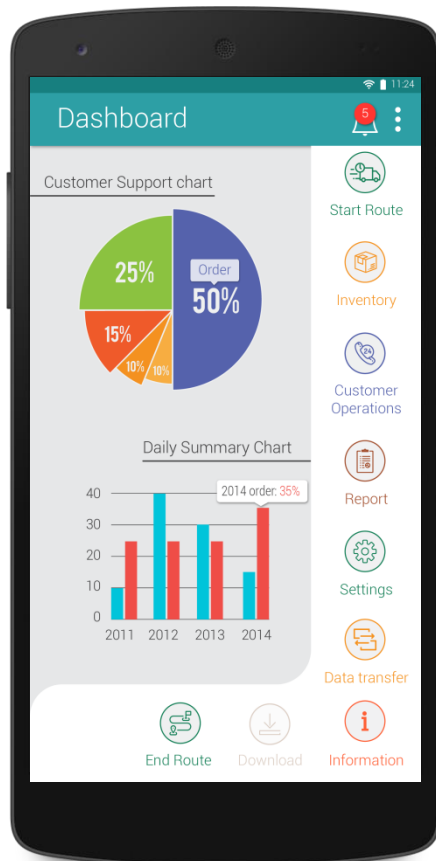 11:24
Dashboard
5
Customer Support chart
25%
Order
50%
15%
10%
10%
Start Route
Inventory
24
Customer
Operations
Report
Settings
Data transfer
Daily Summary Chart
2014 order: 35%
40
30
20
10
0
2011 2012 2013 2014
End Route
Download
i
Information